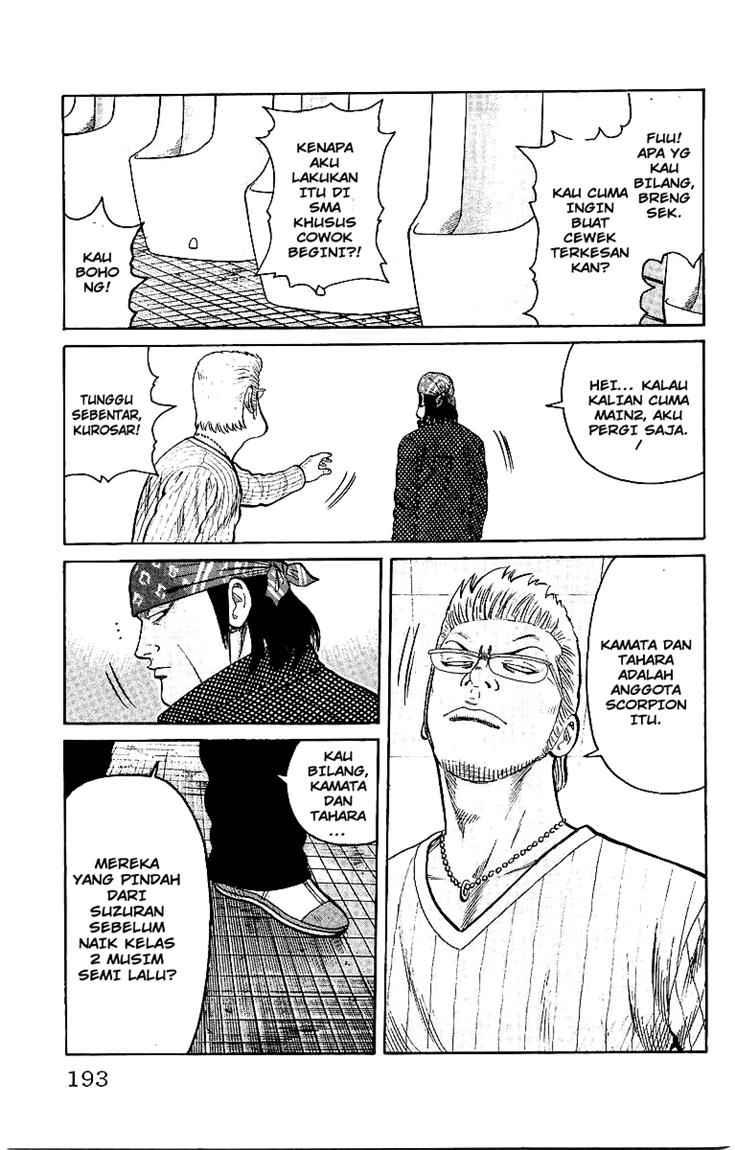 FUU!
APA YG
KAU
BILANG,
BRENG
SEK.
KAU CUMA
INGIN
BUAT
CEWEK
TERKESAN
KAN?
KENAPA
AKU
LAKUKAN
ITU DI
SMA
KHUSUS
COWOK
BEGINI?!
KAU
BOHO
NG!
HEI... KALAU
KALIAN CUMA
MAIN2, AKU
PERGI SAJA.
/
TUNGGU
SEBENTAR,
KUROSAR!
KAMATA DAN
TAHARA
ADALAH
ANGGOTA
SCORPION
ITU.
KAU
BILANG,
KAMATA
DAN
TAHARA
...
MEREKA
YANG PINDAH
DARI
SUZURAN
SEBELUM
NAIK KELAS
2 MUSIM
SEMI LALU?
193